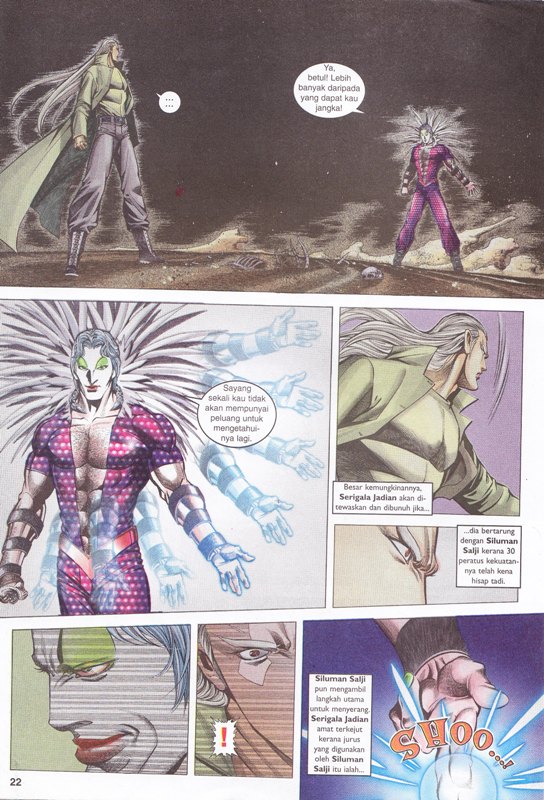 ...
...
Ya,
betul! Lebih
banyak daripada
yang dapat kau
jangka!
Sayang
sekali kau tidak
akan mempunyai
peluang untuk
mengetahui-
nya lagi.
Besar kemungkinannya,
Serigala Jadian akan di-
tewaskan dan dibunuh jika...
...dia bertarung
dengan Siluman
Salji kerana 30
peratus kekuatan-
nya telah kena
hisap tadi.
!
Siluman Salji
pun mengambil
langkah utama
untuk menyerang.
Serigala Jadian
amat terkejut
kerana jurus
yang digunakan
oleh Siluman
Salji itu ialah...
SHOO...!
22